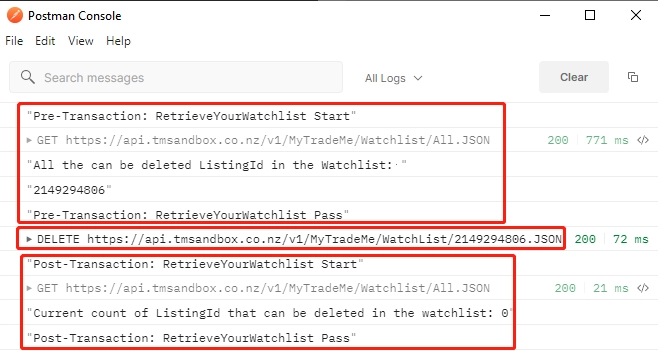 Postman Console
File Edit View Help
Search messages All Logs Clear
"Pre-Transaction: RetrieveYourWatchlist Start"
GET https://api.tmsandbox.co.nz/v1/MyTradeMe/Watchlist/All.JSON 200 771 ms
"All the can be deleted ListingId in the Watchlist: "
"2149294806"
"Pre-Transaction: RetrieveYourWatchlist Pass"
DELETE https://api.tmsandbox.co.nz/v1/MyTradeMe/WatchList/2149294806.JSON 200 72 ms
"Post-Transaction: RetrieveYourWatchlist Start"
GET https://api.tmsandbox.co.nz/v1/MyTradeMe/Watchlist/All.JSON 200 21 ms
"Current count of ListingId that can be deleted in the watchlist: 0"
"Post-Transaction: RetrieveYourWatchlist Pass"